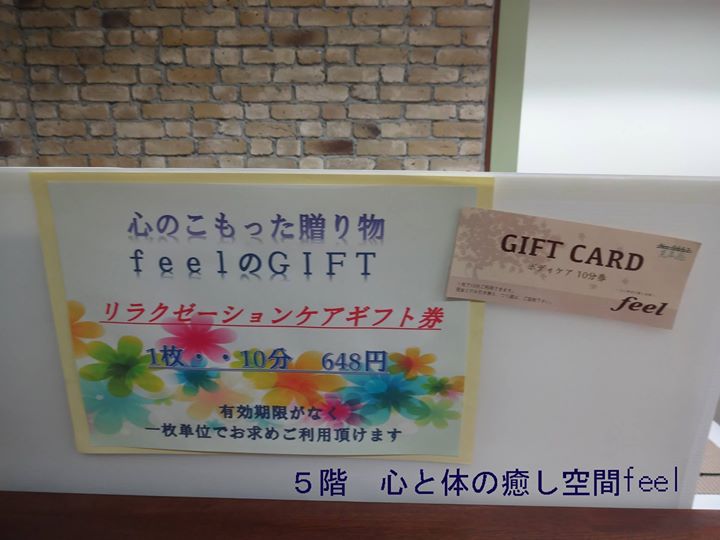 心のこもった贈り物
feelのGIFT
リラクゼーションケアギフト券
1枚・・10分 648円
有効期限がなく
一枚単位でお求めご利用頂けます
GIFT CARD
ボディケア 10分券
feel
5階 心と体の癒し空間feel